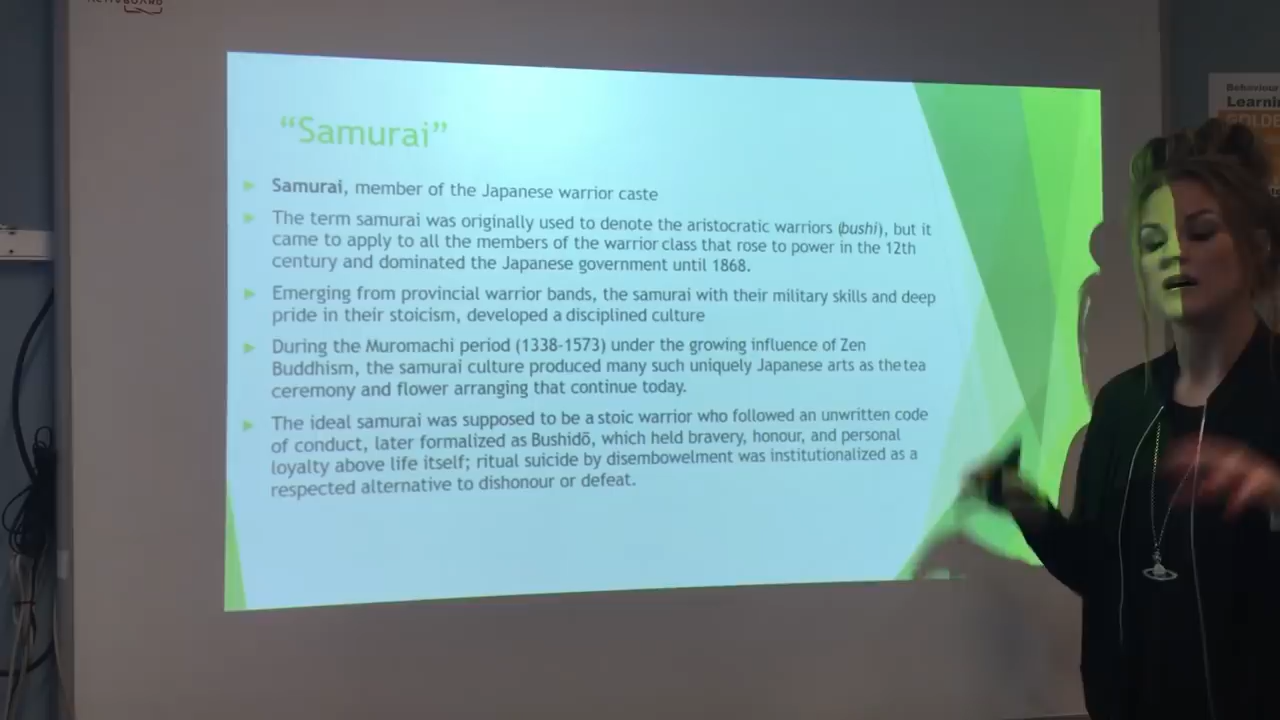 “Samurai”
Samurai, member of the Japanese warrior caste
The term samurai was originally used to denote the aristocratic warriors (bushi), but it
came to apply to all the members of the warrior class that rose to power in the 12th
century and dominated the Japanese government until 1868.
Emerging from provincial warrior bands, the samurai with their military skills and deep
pride in their stoicism, developed a disciplined culture
During the Muromachi period (1338-1573) under the growing influence of Zen
Buddhism, the samurai culture produced many such uniquely Japanese arts as the tea
ceremony and flower arranging that continue today.
The ideal samurai was supposed to be a stoic warrior who followed an unwritten code
of conduct, later formalized as Bushidō, which held bravery, honour, and personal
loyalty above life itself; ritual suicide by disembowelment was institutionalized as a
respected alternative to dishonour or defeat.
Behaviour